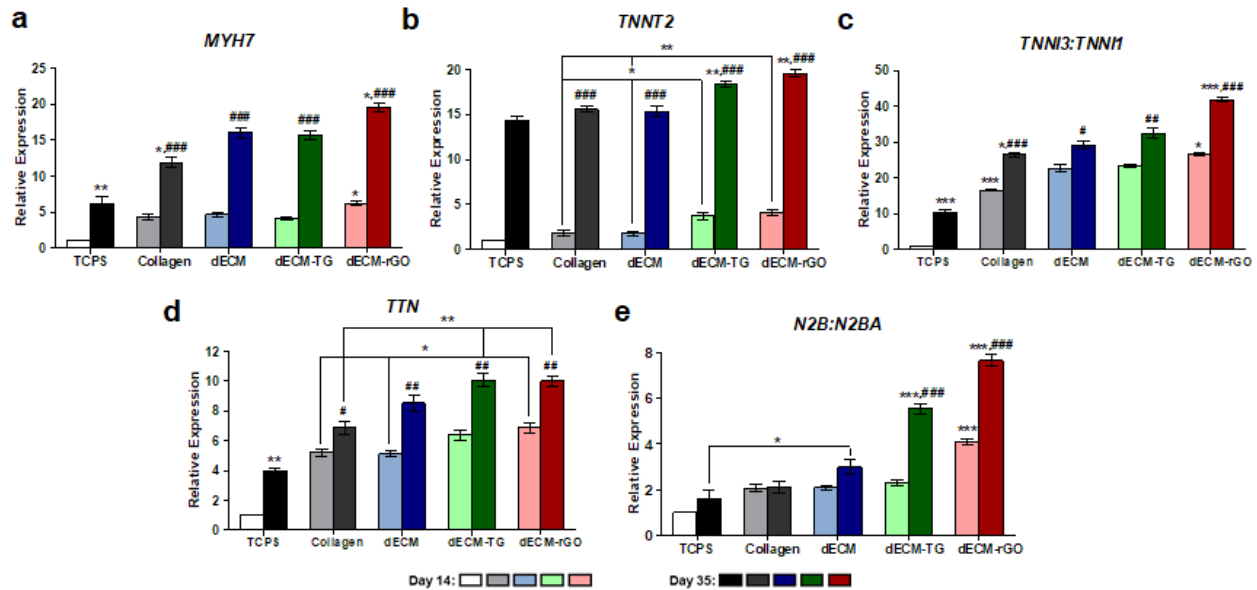 a
MYH7
Relative Expression
25
20
15
10
5
0
**
*,###
###
###
*
*,###
TCPS
Collagen
dECM
dECM-TG
dECM-rGO
b
TNNT2
Relative Expression
20
15
10
5
0
**
*
###
###
**,###
**,###
TCPS
Collagen
dECM
dECM-TG
dECM-rGO
c
TNNI3:TNNI1
Relative Expression
50
40
30
20
10
0
***
***
*,###
#
##
*
***,###
TCPS
Collagen
dECM
dECM-TG
dECM-rGO
d
TTN
Relative Expression
12
10
8
6
4
2
0
**
*
**
#
##
##
##
TCPS
Collagen
dECM
dECM-TG
dECM-rGO
e
N2B:N2BA
Relative Expression
8
6
4
2
0
*
***,###
***
***,###
TCPS
Collagen
dECM
dECM-TG
dECM-rGO
Day 14:
Day 35: